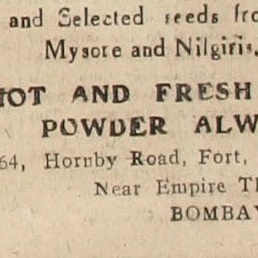 and Selected seeds fro
Mysore and Nilgiris.
HOT AND FRESH
POWDER ALW
64, Hornby Road, Fort,
Near Empire Th
BOMBAY